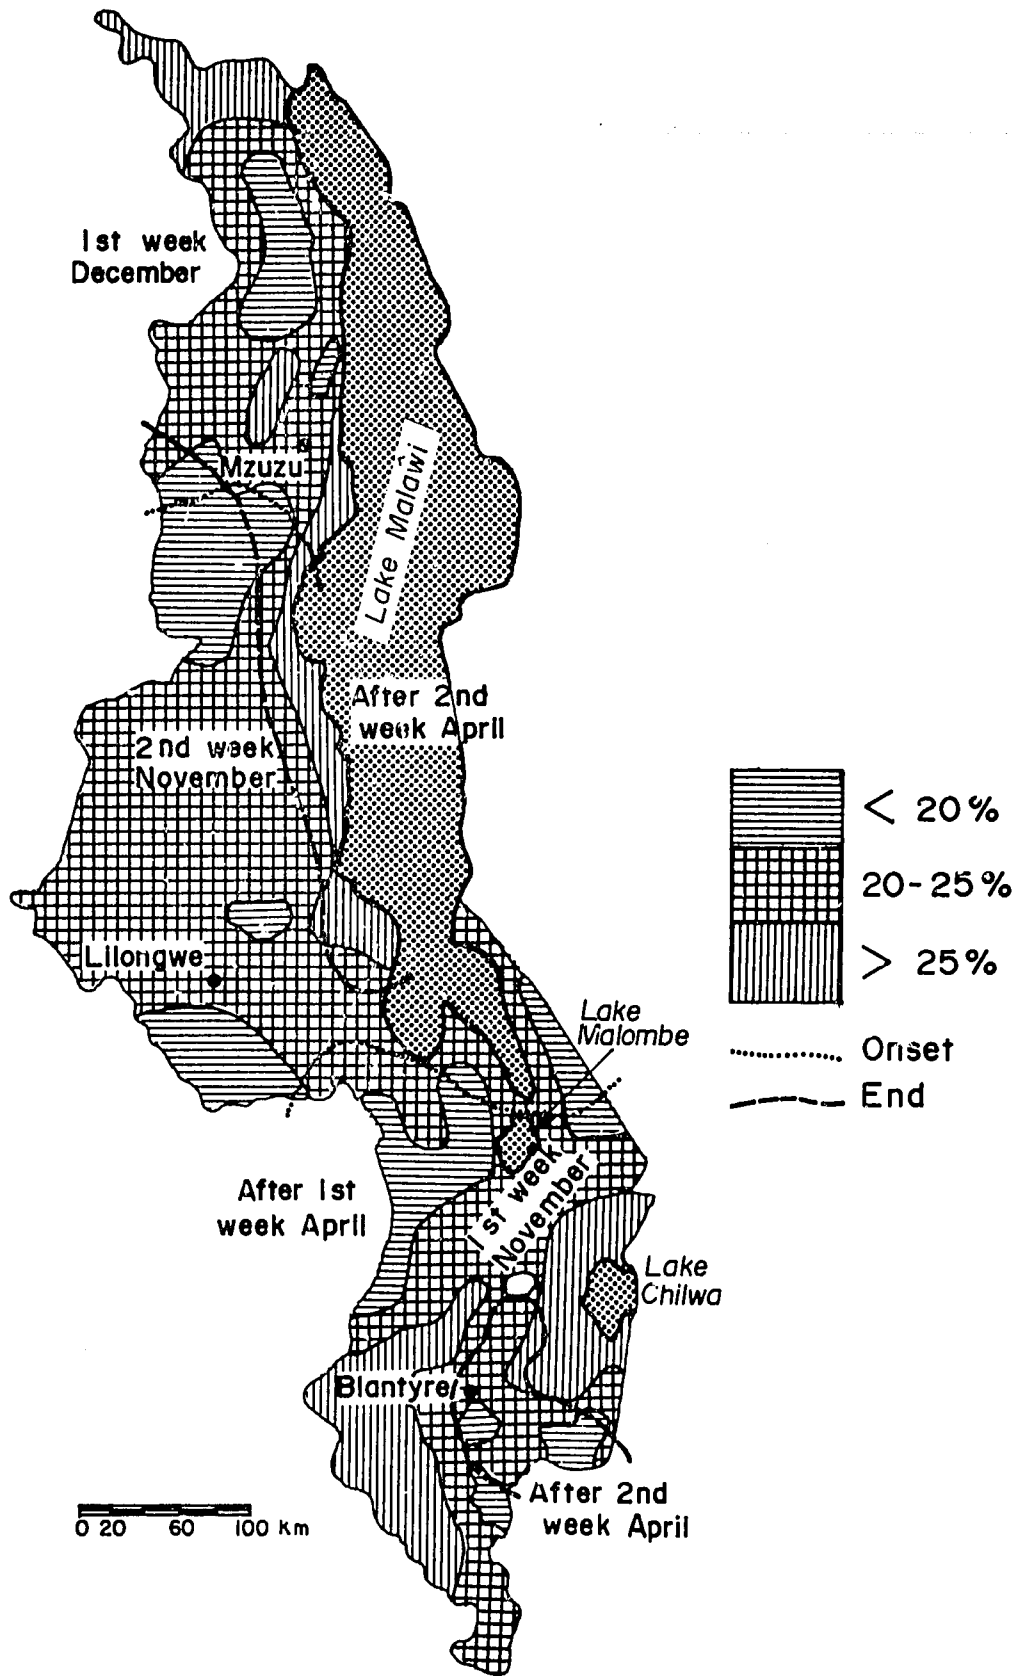 1st week
December
Mzuzu
Lake Malawi
After 2nd
week April
2nd week
November
< 20%
20-25%
> 25%
Lilongwe
Lake
Malombe
Onset
End
After 1st
week April
1st week
November
Lake
Chilwa
Blantyre
After 2nd
week April
0 20 60 100 Km